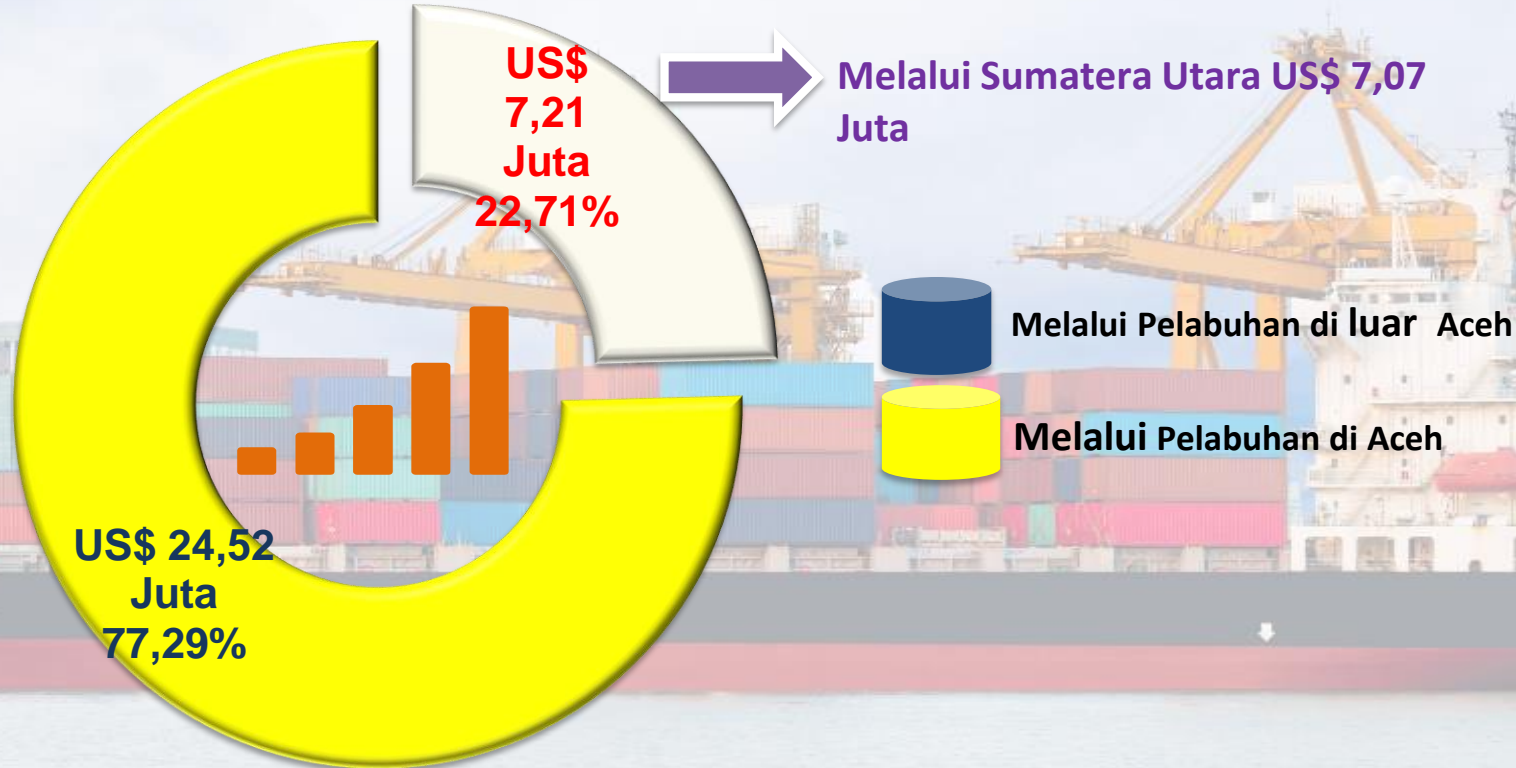 US$
7,21
Juta
22,71%
Melalui Sumatera Utara US$ 7,07
Juta
Melalui Pelabuhan di luar Aceh
Melalui Pelabuhan di Aceh
US$ 24,52
Juta
77,29%